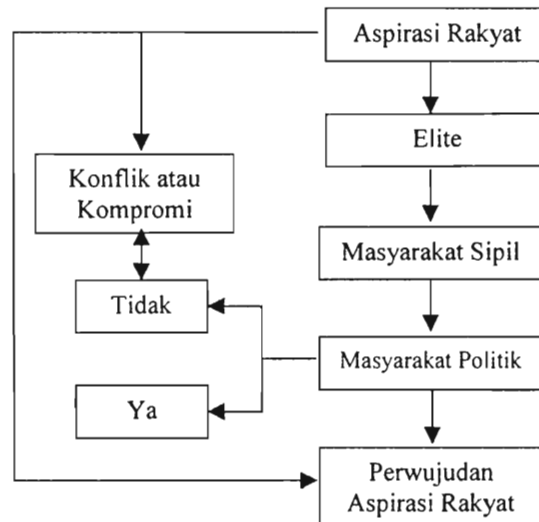 Aspirasi Rakyat
Elite
Konflik atau
Kompromi
Masyarakat Sipil
Tidak
Masyarakat Politik
Ya
Perwujudan
Aspirasi Rakyat